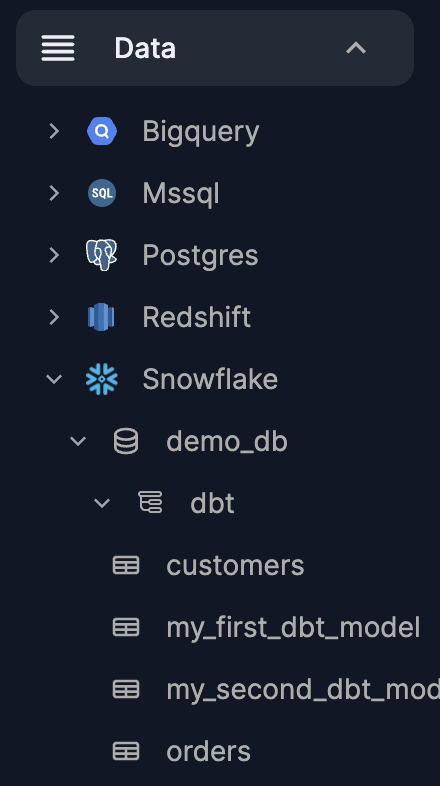 Data
Bigquery
SQL Mssql
Postgres
Redshift
Snowflake
demo_db
dbt
customers
my_first_dbt_model
my_second_dbt_mod
orders